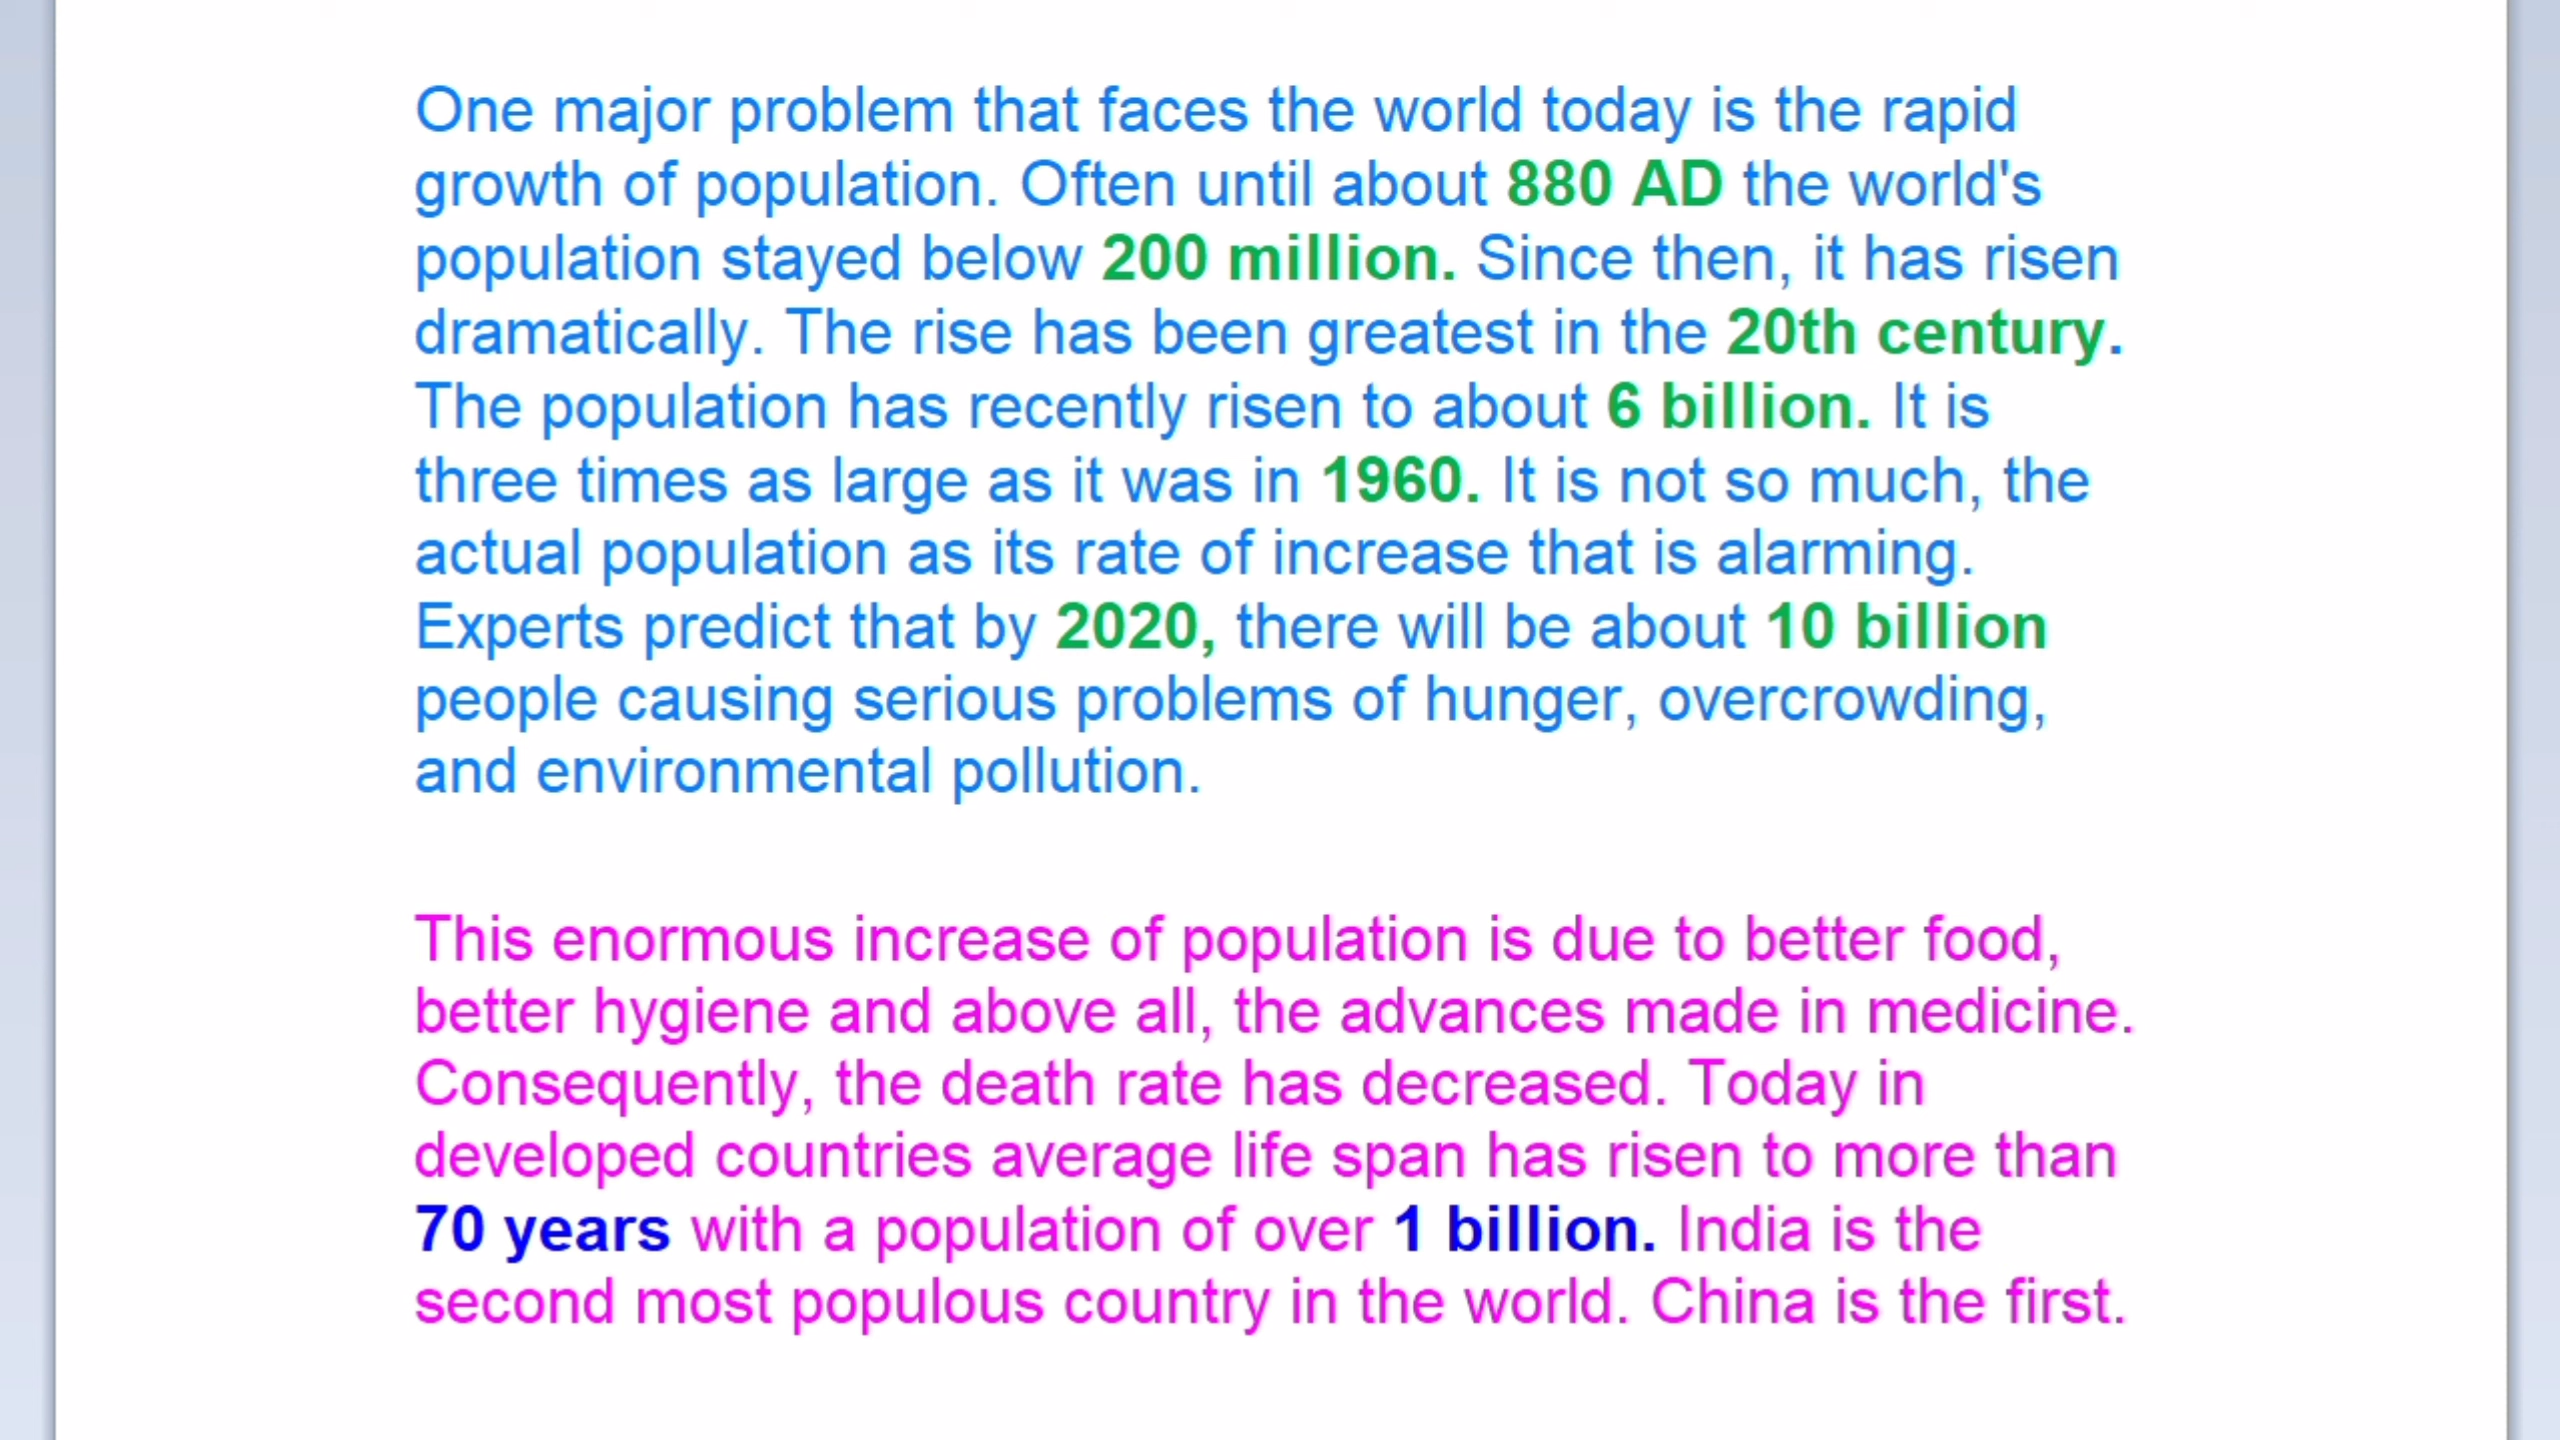 One major problem that faces the world today is the rapid
growth of population. Often until about 880 AD the world's
population stayed below 200 million. Since then, it has risen
dramatically. The rise has been greatest in the 20th century.
The population has recently risen to about 6 billion. It is
three times as large as it was in 1960. It is not so much, the
actual population as its rate of increase that is alarming.
Experts predict that by 2020, there will be about 10 billion
people causing serious problems of hunger, overcrowding,
and environmental pollution.
This enormous increase of population is due to better food,
better hygiene and above all, the advances made in medicine.
Consequently, the death rate has decreased. Today in
developed countries average life span has risen to more than
70 years with a population of over 1 billion. India is the
second most populous country in the world. China is the first.